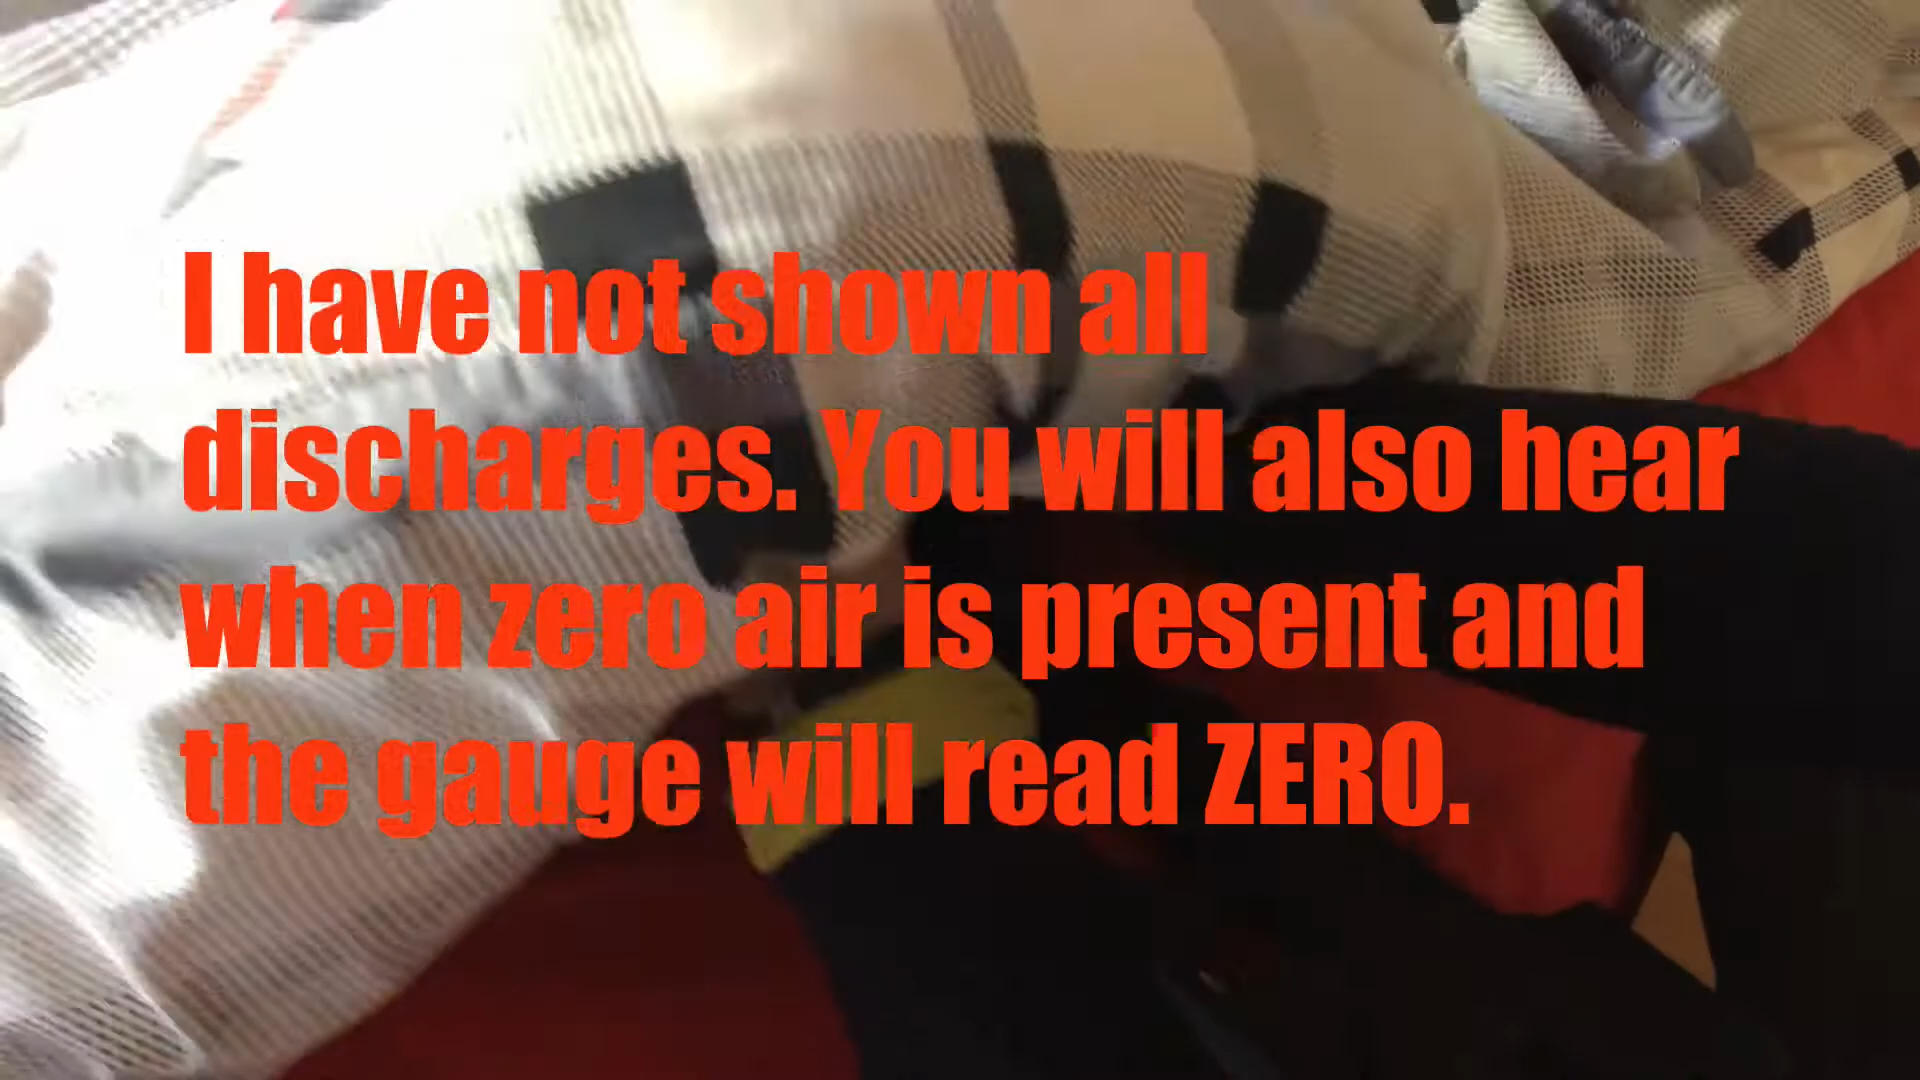 I have not shown all
discharges. You will also hear
when zero air is present and
the gauge will read ZERO.